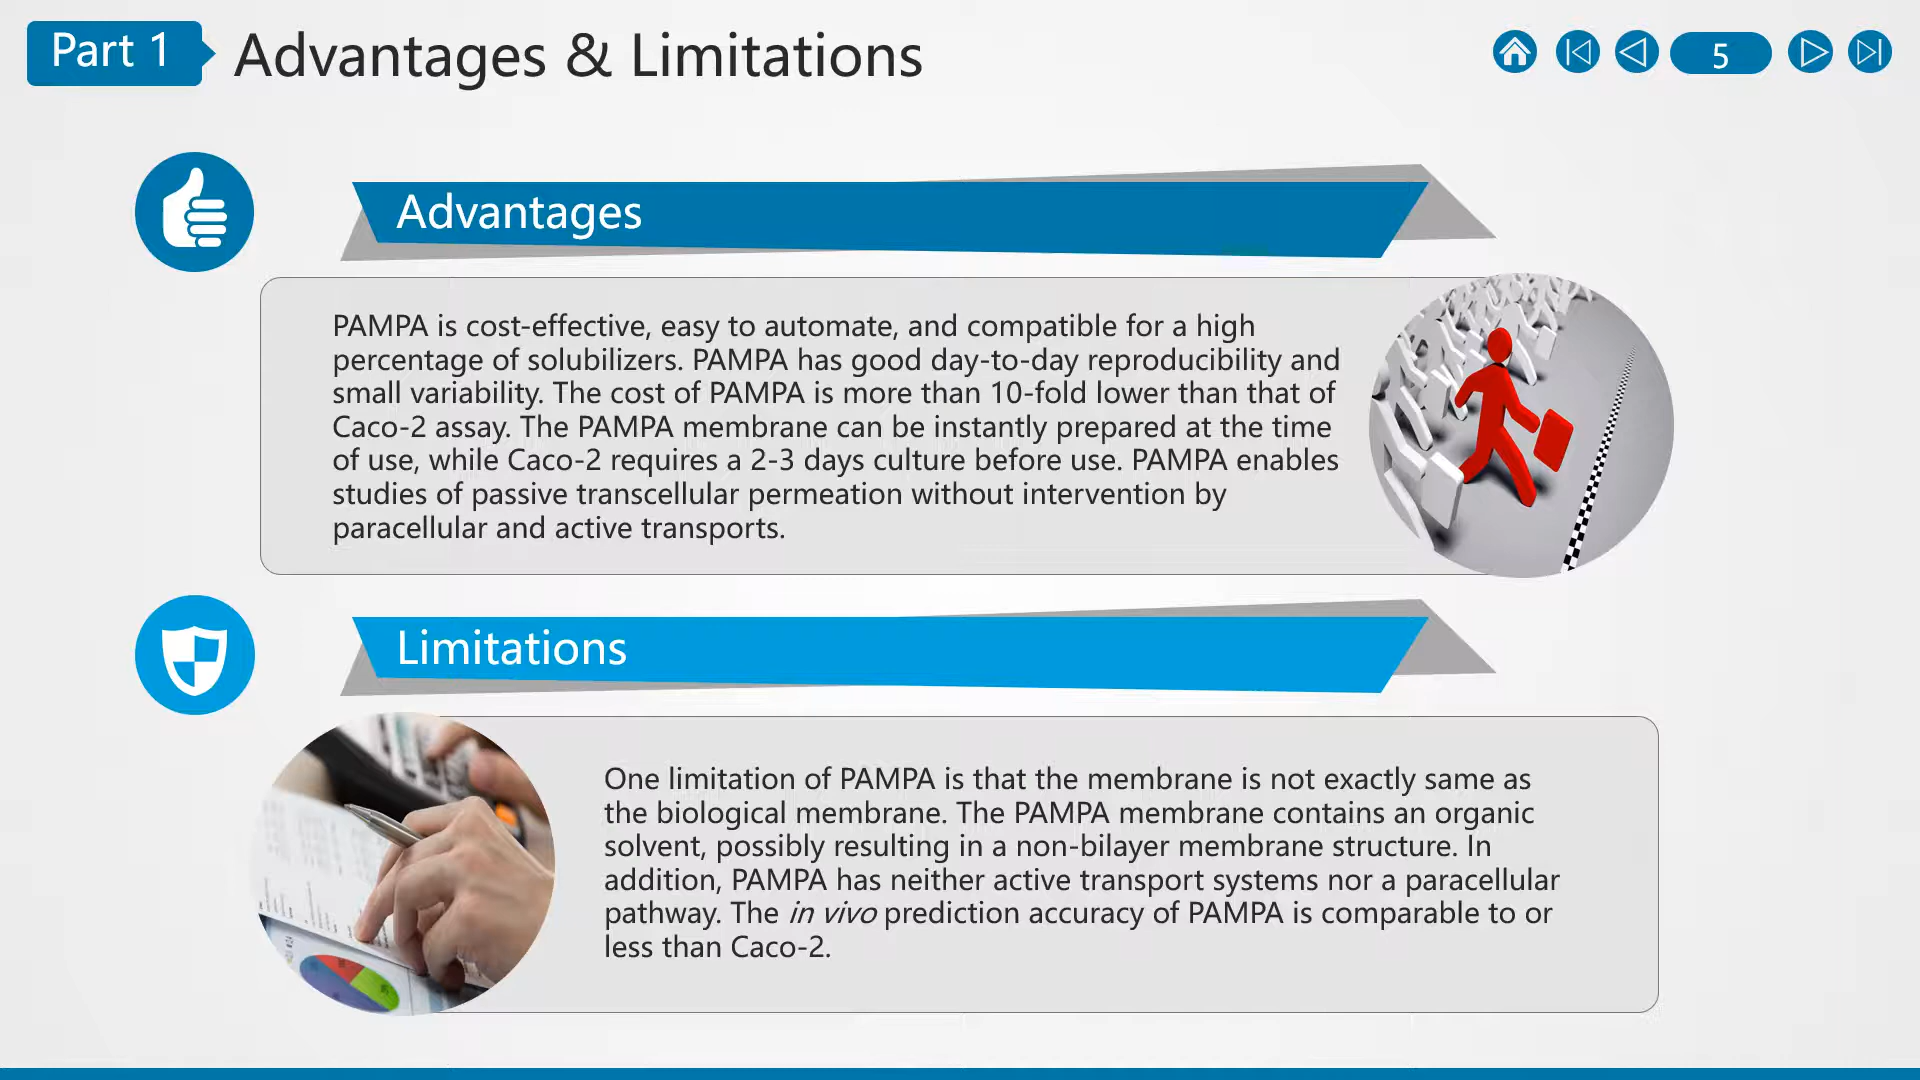 Part 1
Advantages & Limitations
5
Advantages
PAMPA is cost-effective, easy to automate, and compatible for a high
percentage of solubilizers. PAMPA has good day-to-day reproducibility and
small variability. The cost of PAMPA is more than 10-fold lower than that of
Caco-2 assay. The PAMPA membrane can be instantly prepared at the time
of use, while Caco-2 requires a 2-3 days culture before use. PAMPA enables
studies of passive transcellular permeation without intervention by
paracellular and active transports.
Limitations
One limitation of PAMPA is that the membrane is not exactly same as
the biological membrane. The PAMPA membrane contains an organic
solvent, possibly resulting in a non-bilayer membrane structure. In
addition, PAMPA has neither active transport systems nor a paracellular
pathway. The in vivo prediction accuracy of PAMPA is comparable to or
less than Caco-2.